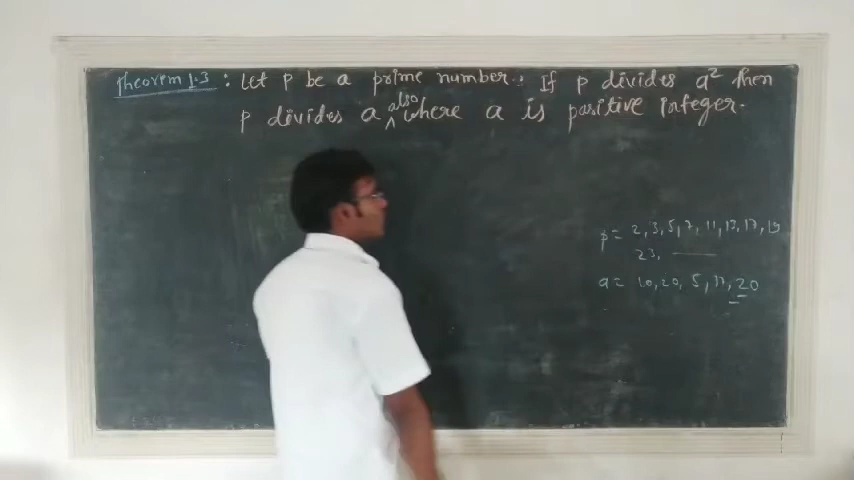 Theorem 1.3 : Let P be a prime number. If p divides a² then
p divides a also where a is positive integer.
p = 2, 3, 5, 7, 11, 13, 17, 19
23,
a = 10, 20, 5, 17, 20